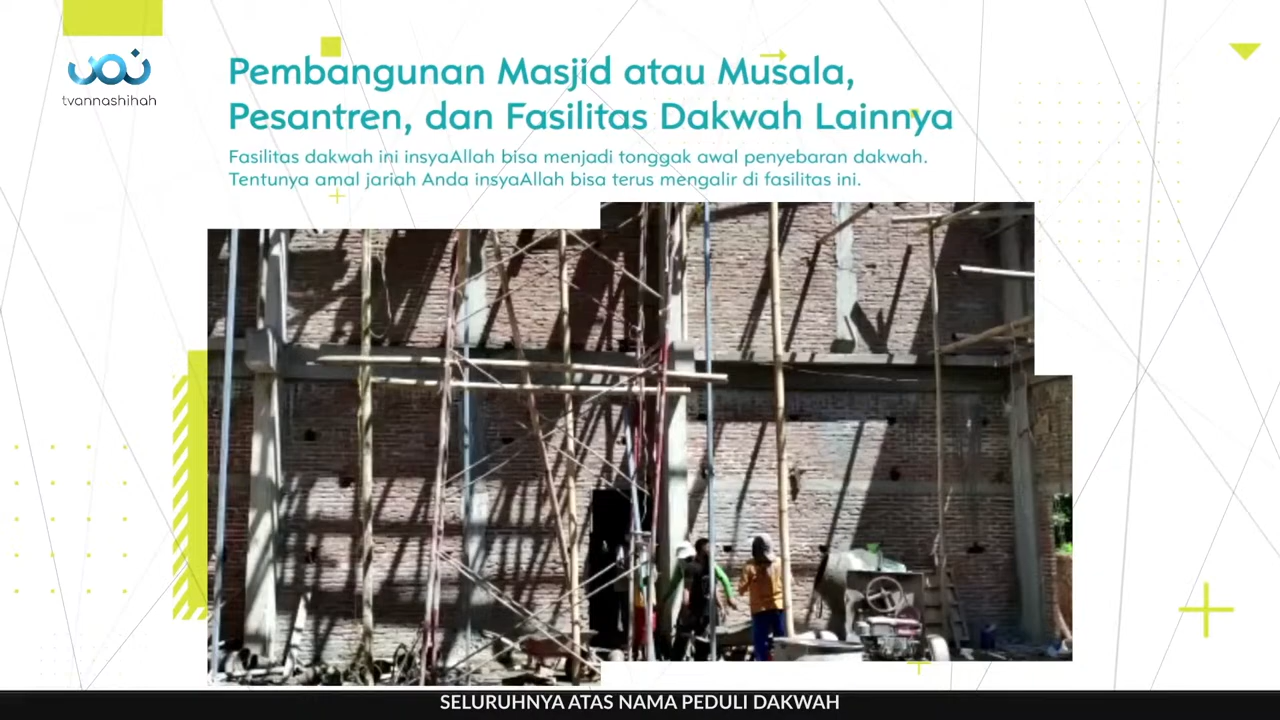 tvannashihah
Pembangunan Masjid atau Musala,
Pesantren, dan Fasilitas Dakwah Lainnya
Fasilitas dakwah ini insyaAllah bisa menjadi tonggak awal penyebaran dakwah.
Tentunya amal jariah Anda insyaAllah bisa terus mengalir di fasilitas ini.
SELURUHNYA ATAS NAMA PEDULI DAKWAH